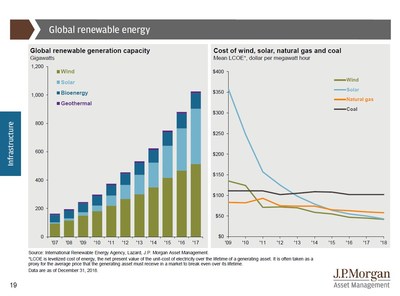 Global renewable energy
Global renewable generation capacity
Gigawatts
1,200
1,000
800
600
400
200
0
Wind
Solar
Bioenergy
Geothermal
'07 '08 '09 '10 '11 '12 '13 '14 '15 '16 '17
Cost of wind, solar, natural gas and coal
Mean LCOE*, dollar per megawatt hour
$400
$350
$300
$250
$200
$150
$100
$50
$0
Wind
Solar
Natural gas
Coal
'09 '10 '11 '12 '13 '14 '15 '16 '17 '18
Infrastructure
Source: International Renewable Energy Agency, Lazard, J.P. Morgan Asset Management.
*LCOE is levelized cost of energy, the net present value of the unit-cost of electricity over the lifetime of a generating asset. It is often taken as a
proxy for the average price that the generating asset must receive in a market to break even over its lifetime.
Data are as of December 31, 2018.
19
J.P.Morgan
Asset Management